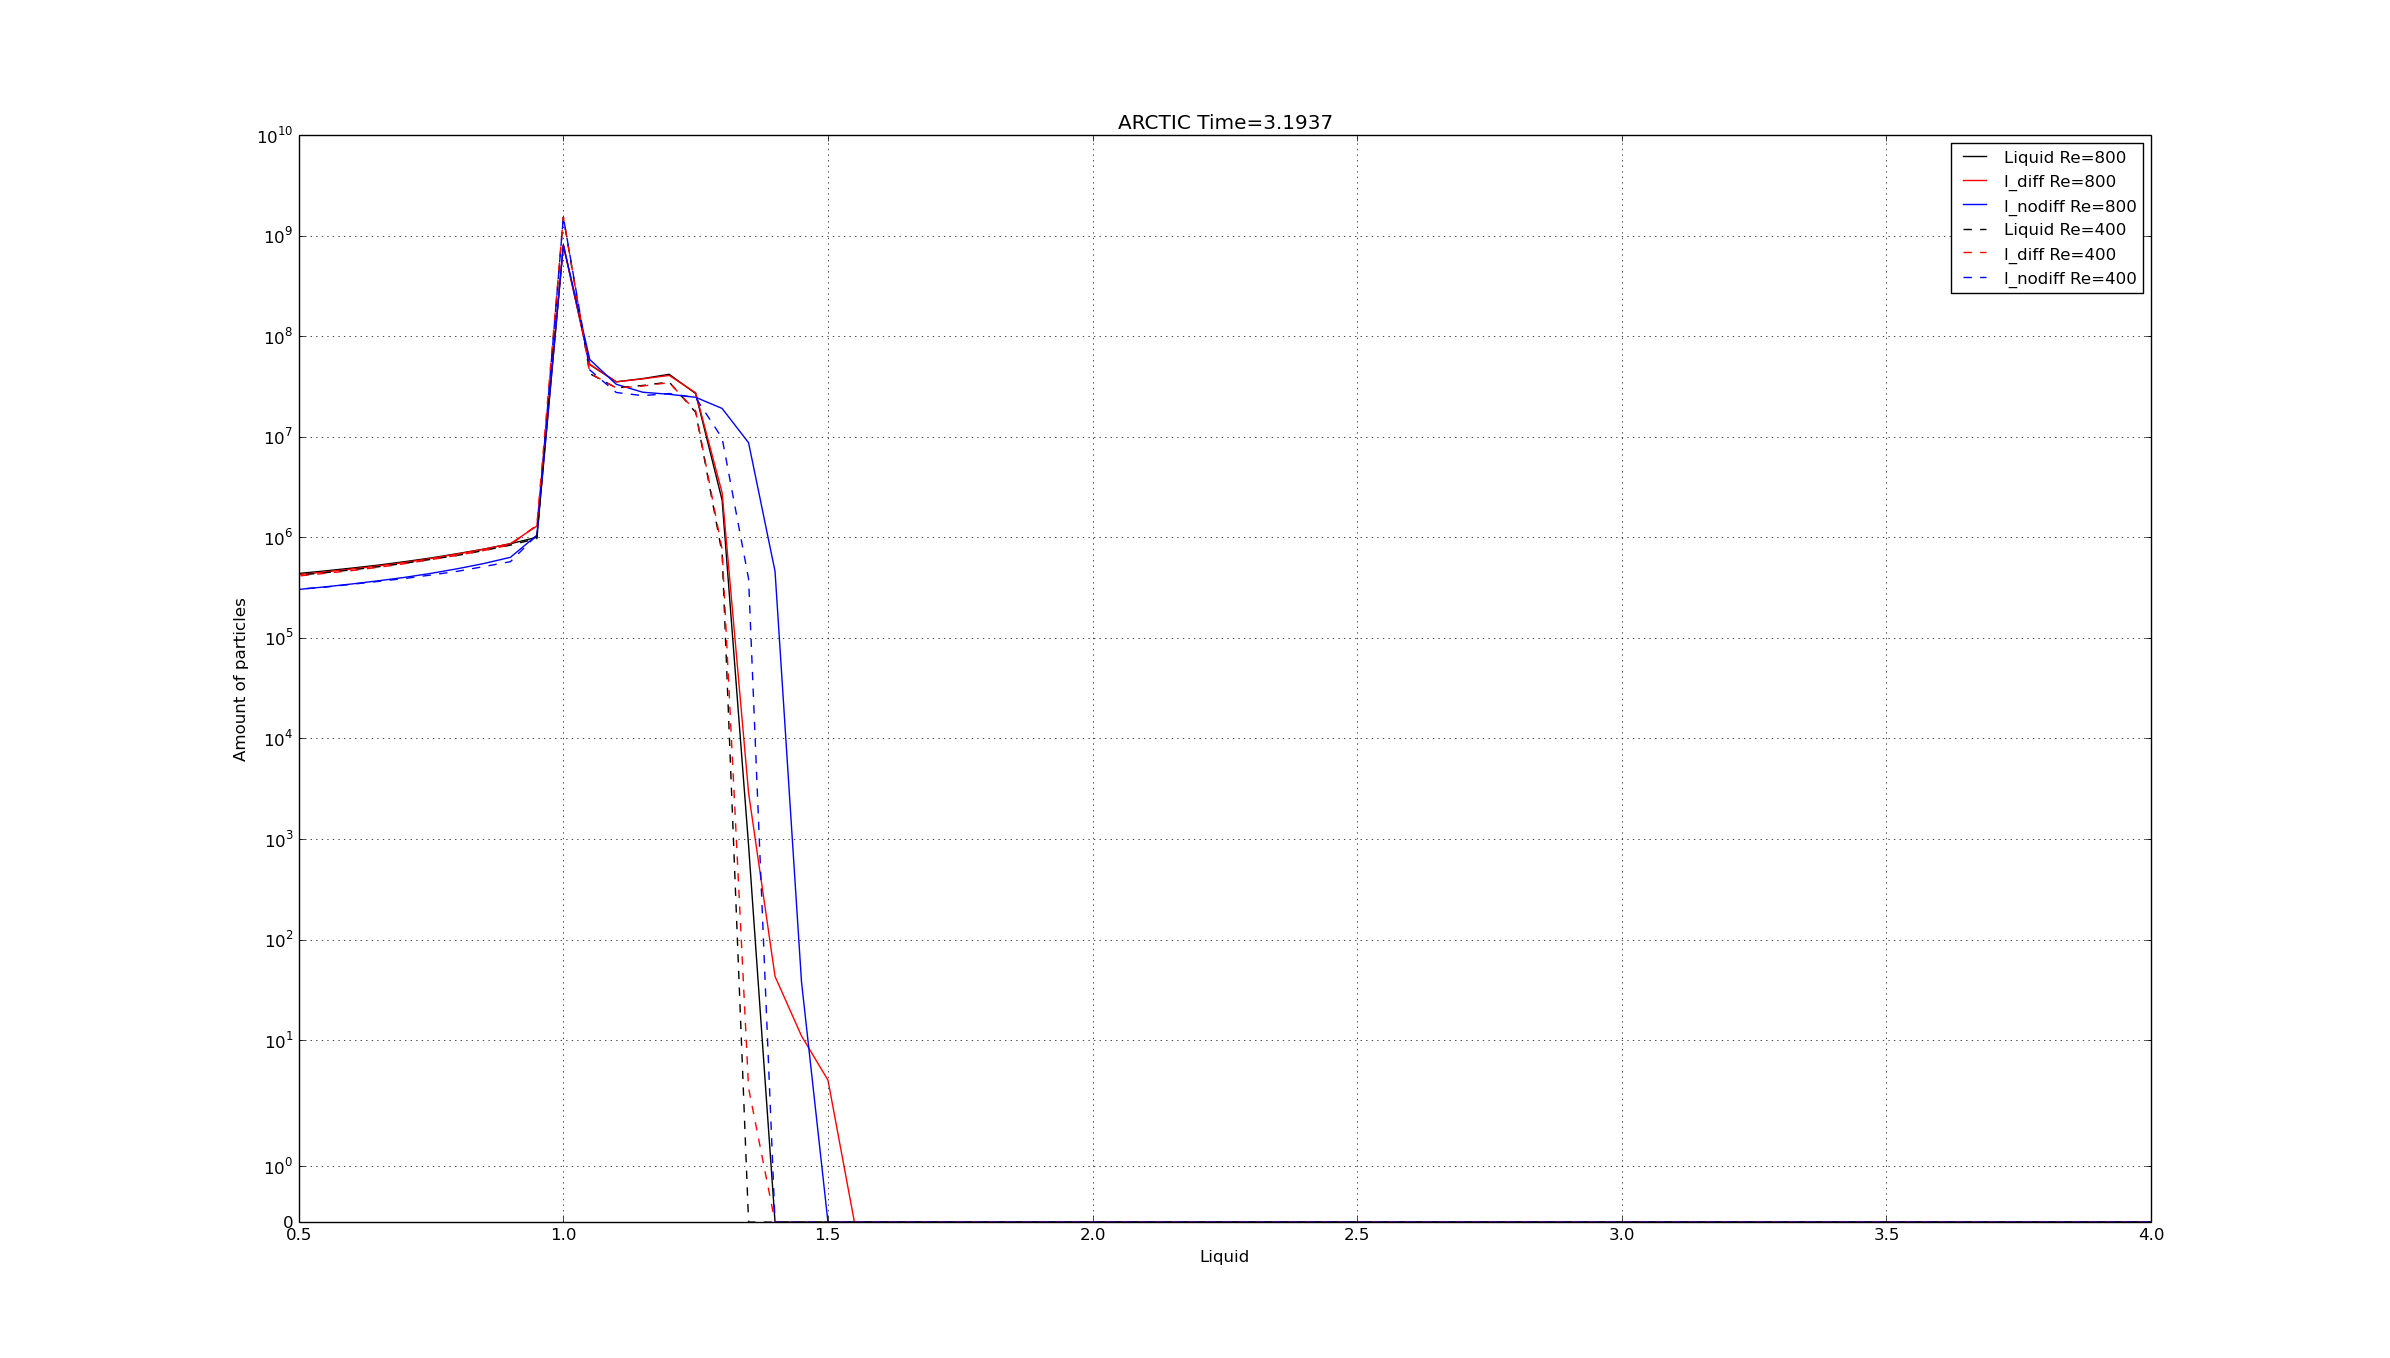 ARCTIC Time=3.1937
Liquid Re=800
l_diff Re=800
l_nodiff Re=800
Liquid Re=400
l_diff Re=400
l_nodiff Re=400
Amount of particles
10^10
10^9
10^8
10^7
10^6
10^5
10^4
10^3
10^2
10^1
10^0
0
0.5 1.0 1.5 2.0 2.5 3.0 3.5 4.0
Liquid